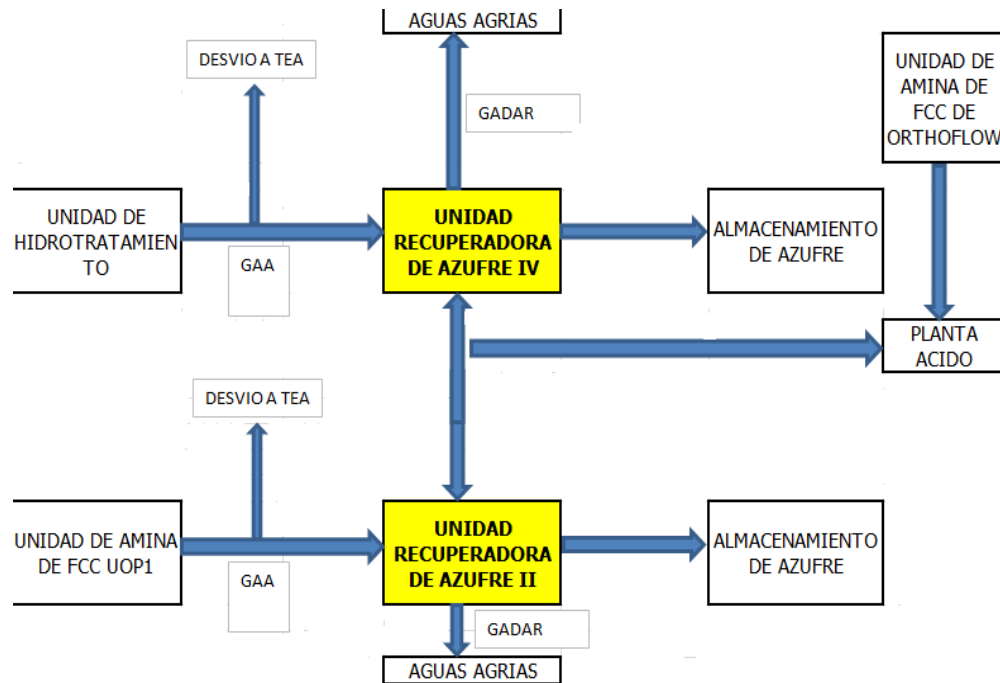 AGUAS AGRIAS
DESVIO A TEA
GADAR
UNIDAD DE
AMINA DE
FCC DE
ORTHOFLOW
UNIDAD DE
HIDROTRATAMIEN
TO
GAA
UNIDAD
RECUPERADORA
DE AZUFRE IV
ALMACENAMIENTO
DE AZUFRE
PLANTA
ACIDO
DESVIO A TEA
UNIDAD DE AMINA
DE FCC UOP1
GAA
UNIDAD
RECUPERADORA
DE AZUFRE II
ALMACENAMIENTO
DE AZUFRE
GADAR
AGUAS AGRIAS